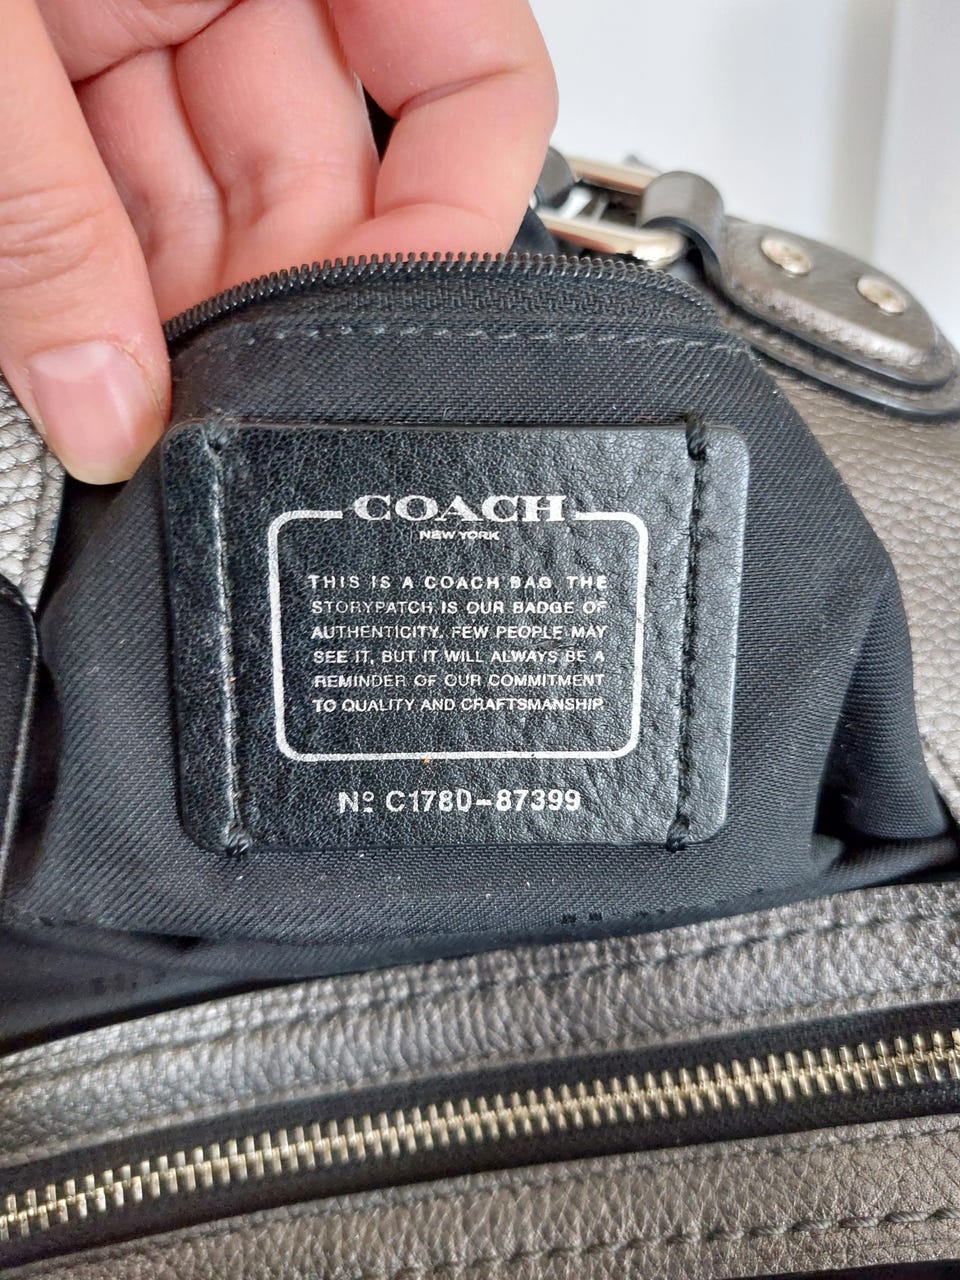 COACH
NEW YORK
THIS IS A COACH BAG. THE
STORYPATCH IS OUR BADGE OF
AUTHENTICITY. FEW PEOPLE MAY
SEE IT, BUT IT WILL ALWAYS BE A
REMINDER OF OUR COMMITMENT
TO QUALITY AND CRAFTSMANSHIP.
Nº C1780-87399